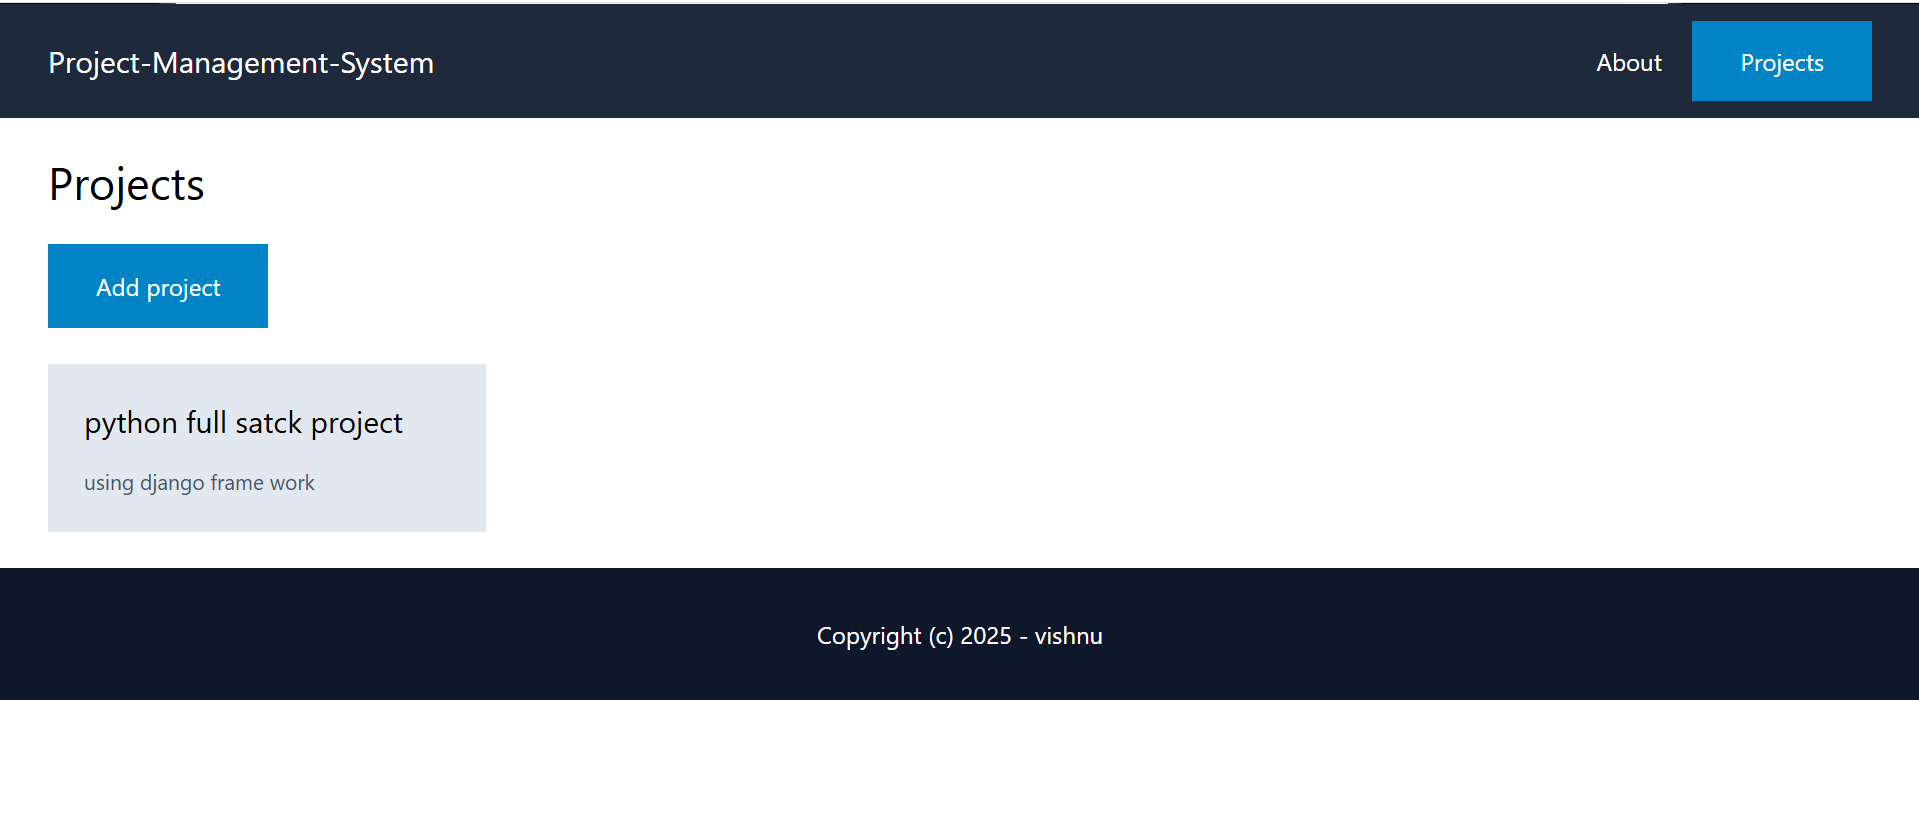 Project-Management-System
About
Projects
Projects
Add project
python full satck project
using django frame work
Copyright (c) 2025 - vishnu